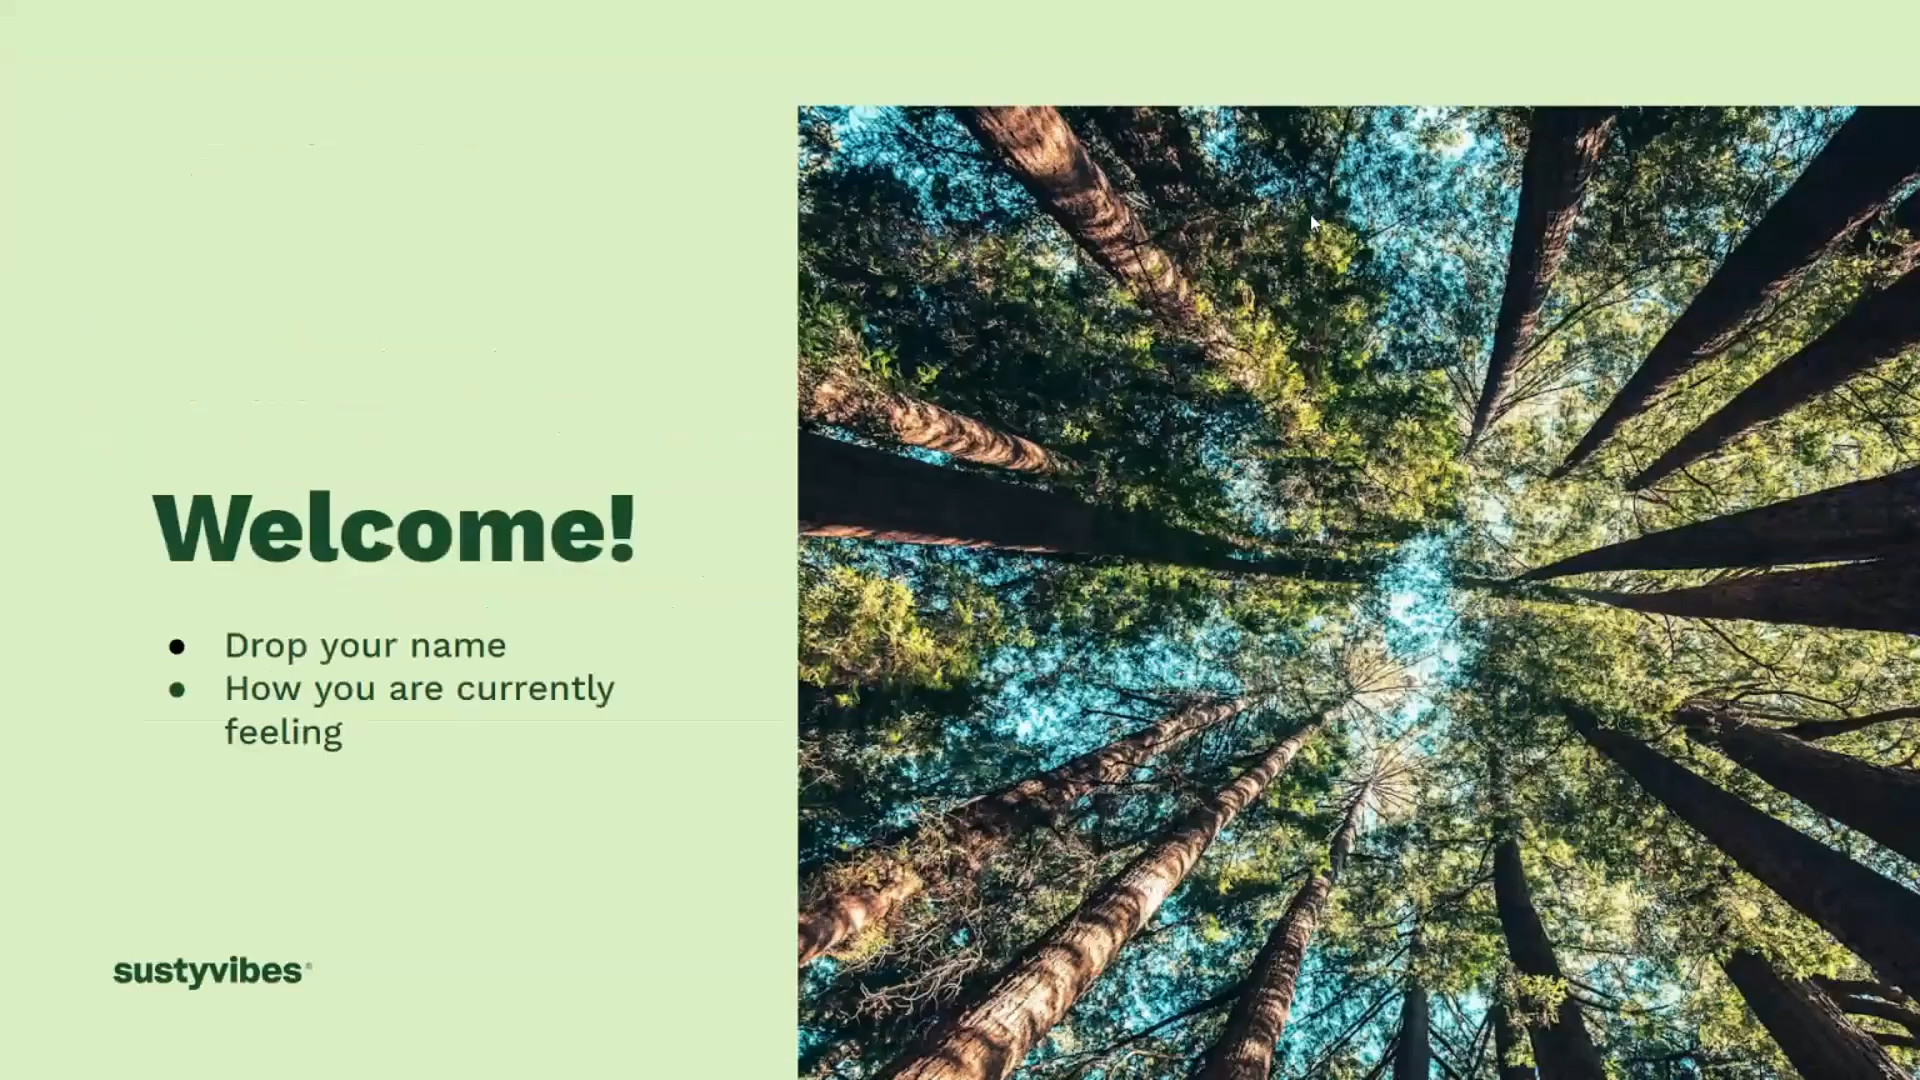 Welcome!
● Drop your name
● How you are currently
feeling
sustyvibes®